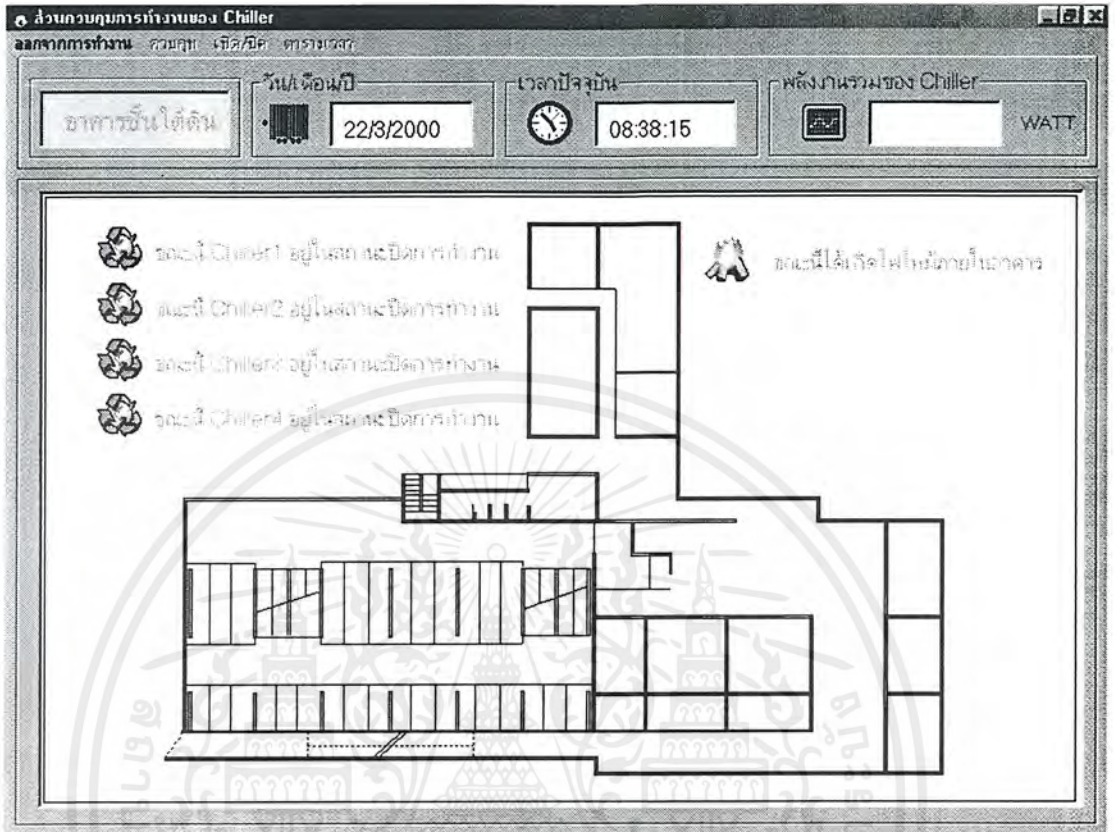 ส่วนควบคุมการทำงานของ Chiller
ออกจากการทำงาน ควบคุม เปิด/ปิด ตารางเวลา
อาคารชั้นใต้ดิน
วัน/เดือน/ปี
22/3/2000
เวลาปัจจุบัน
08:38:15
พลังงานรวมของ Chiller
WATT
ขณะนี้ Chiller1 อยู่ในสถานะปิดการทำงาน
ขณะนี้ Chiller2 อยู่ในสถานะปิดการทำงาน
ขณะนี้ Chiller3 อยู่ในสถานะปิดการทำงาน
ขณะนี้ Chiller4 อยู่ในสถานะปิดการทำงาน
ขณะนี้ได้เกิดไฟไหม้ภายในอาคาร